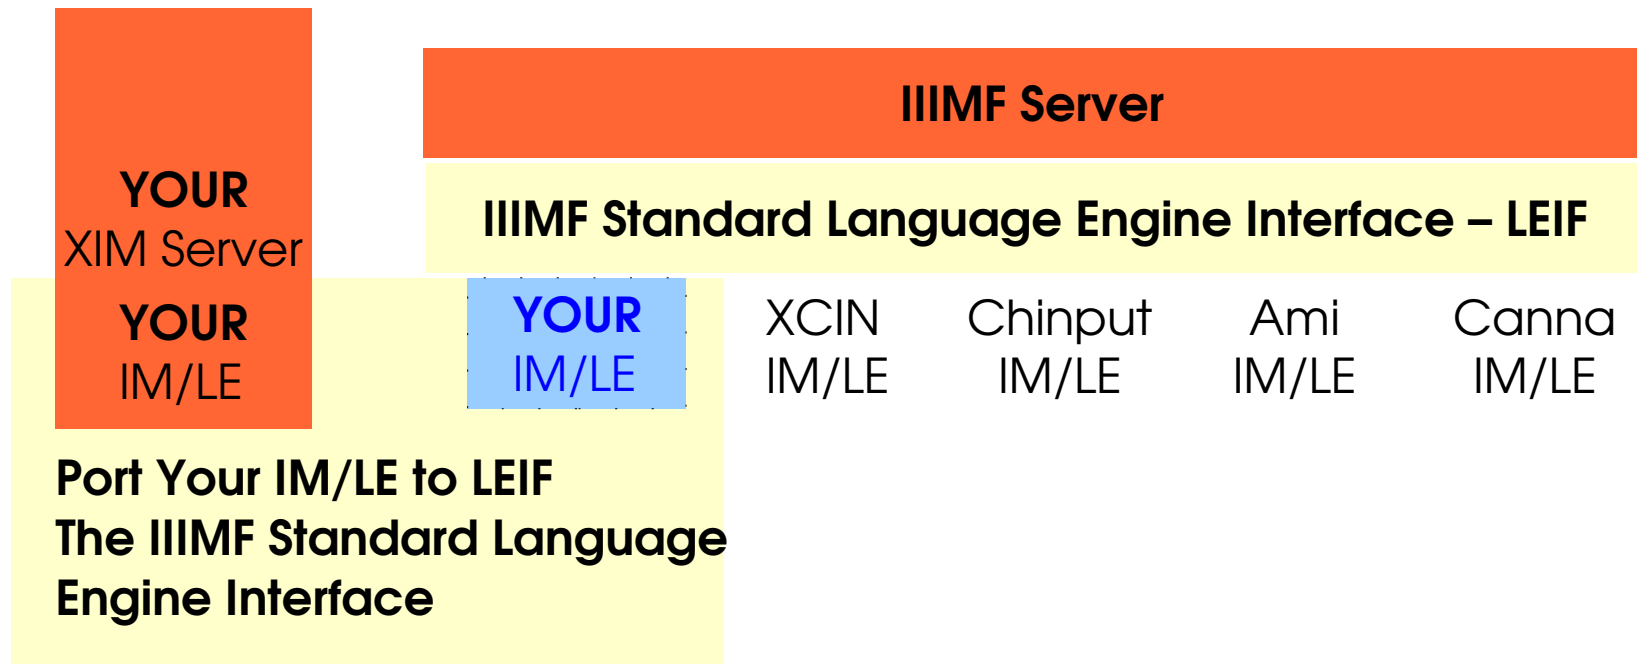 IIIMF Server
IIIMF Standard Language Engine Interface – LEIF
YOUR
XIM Server
YOUR
IM/LE
YOUR
IM/LE
XCIN
IM/LE
Chinput
IM/LE
Ami
IM/LE
Canna
IM/LE
Port Your IM/LE to LEIF
The IIIMF Standard Language
Engine Interface